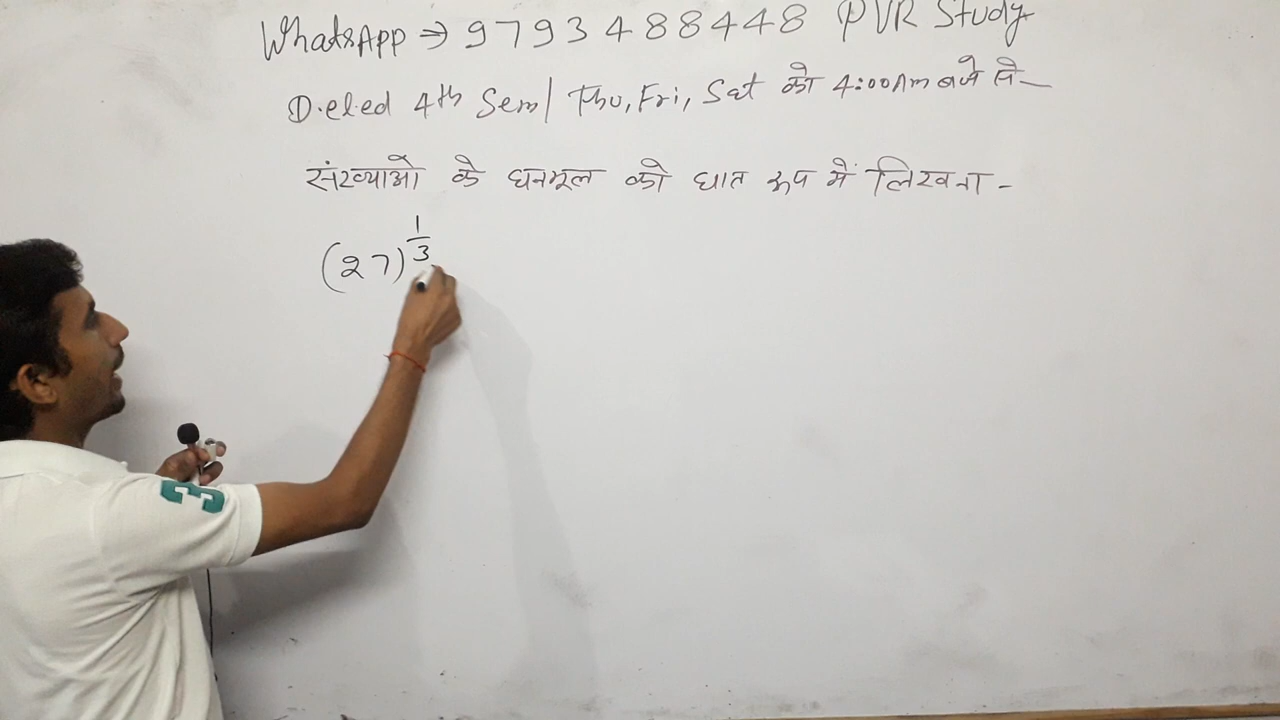 WhatsApp ⇒ 9793488448 PVR Study
D.el.ed 4th Sem/ Thu, Fri, Sat को 4:00Am बजे से-
संख्याओ के घनमूल को घात रूप में लिखना -
(27)^1/3
3